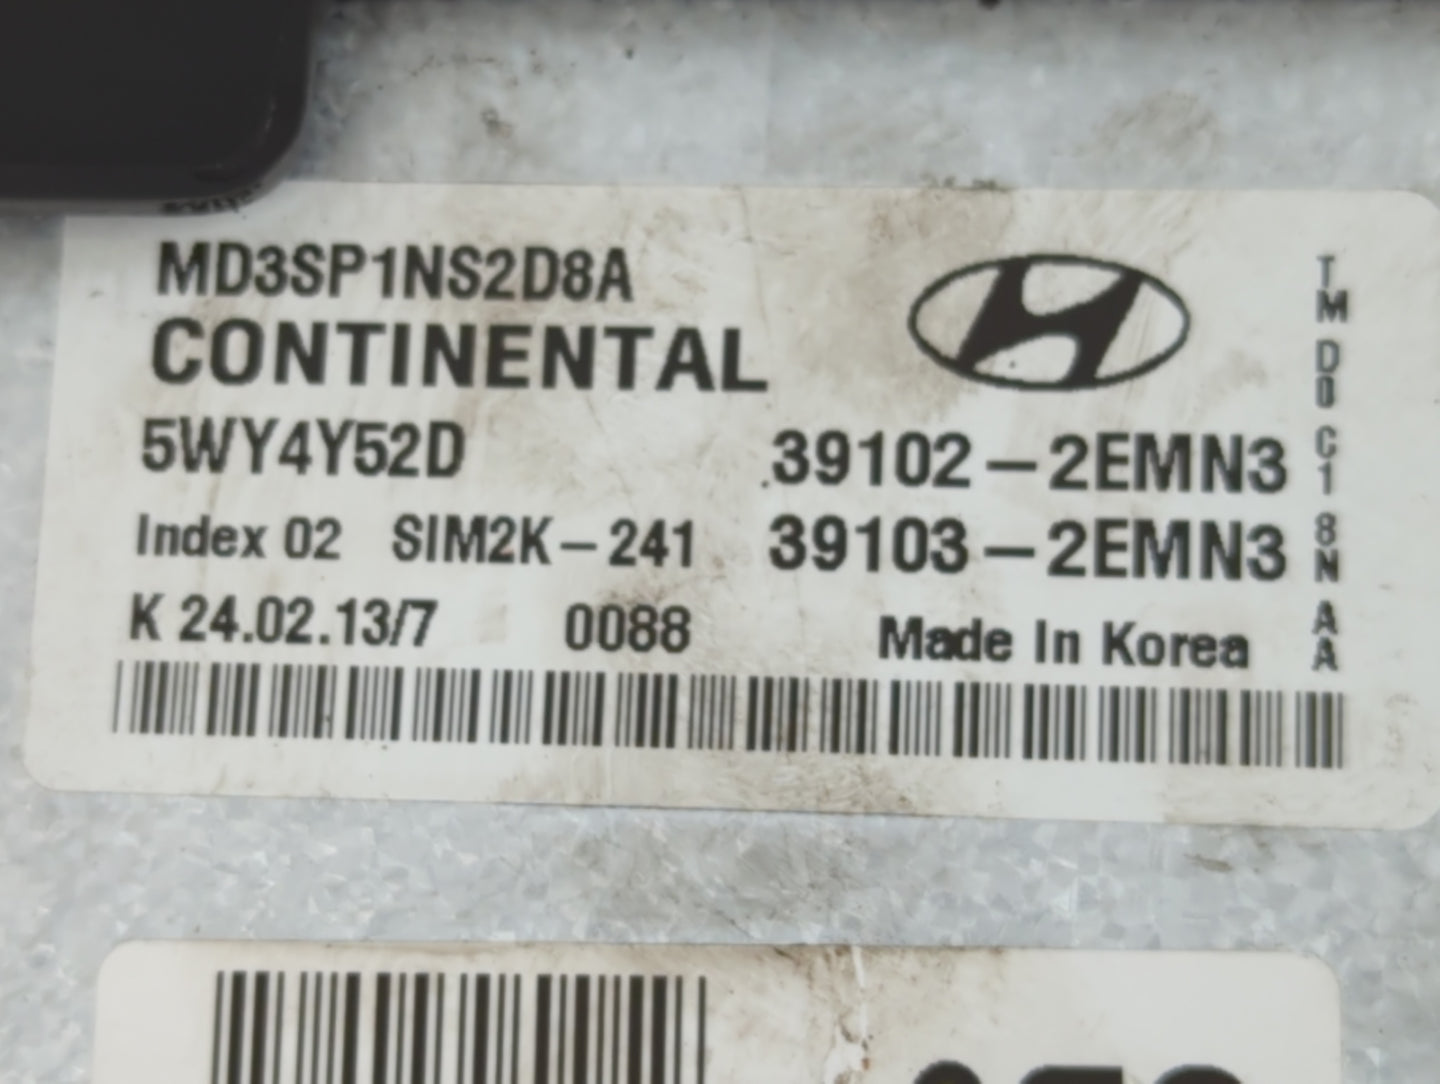 MD3SP1NS2D8A
CONTINENTAL
5WY4Y52D 39102-2EMN3
Index 02 SIM2K-241 39103-2EMN3
K 24.02.13/7 0088 Made In Korea
TM D0 C1 8N AA